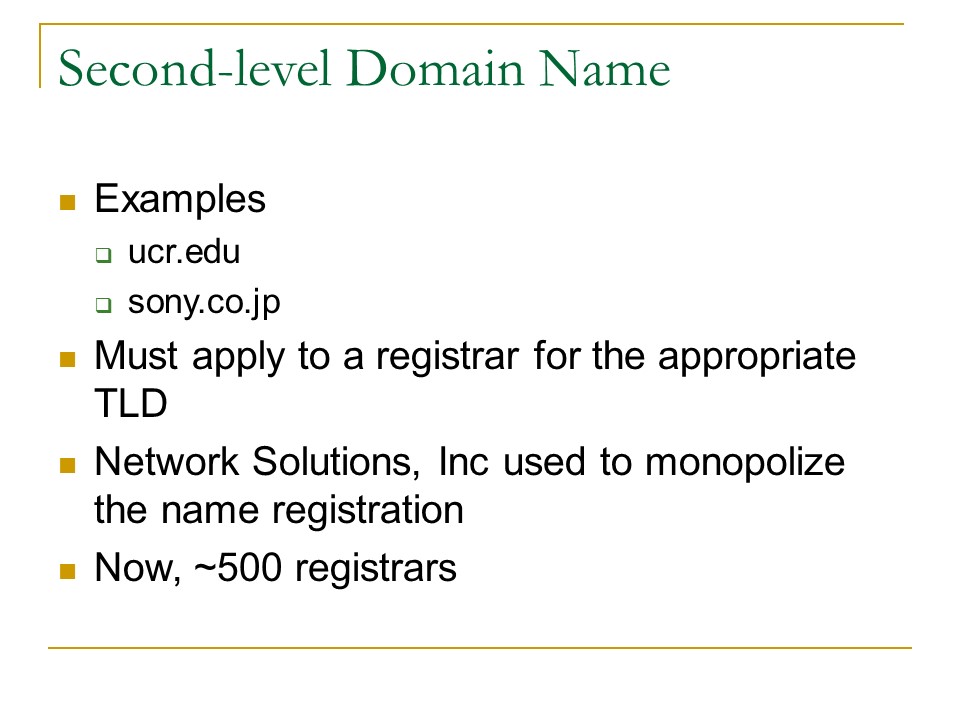 Second-level Domain Name
Examples
ucr.edu
sony.co.jp
Must apply to a registrar for the appropriate
TLD
Network Solutions, Inc used to monopolize
the name registration
Now, ~500 registrars